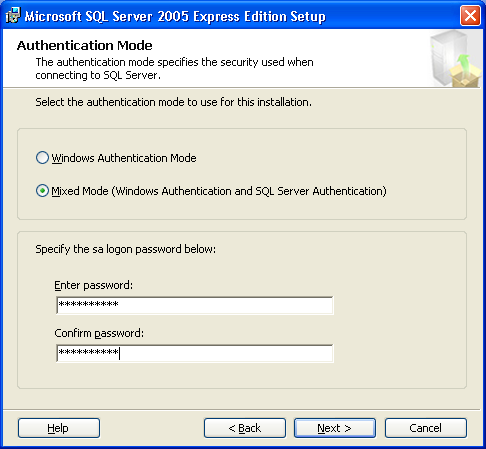 Microsoft SQL Server 2005 Express Edition Setup
Authentication Mode
The authentication mode specifies the security used when
connecting to SQL Server.
Select the authentication mode to use for this installation.
Windows Authentication Mode
Mixed Mode (Windows Authentication and SQL Server Authentication)
Specify the sa logon password below:
Enter password:
**********
Confirm password:
**********
Help
< Back
Next >
Cancel